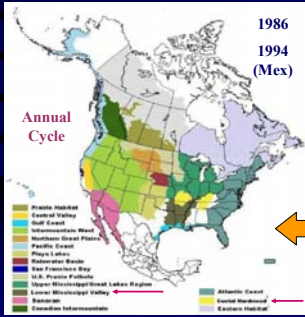 1986
1994
(Mex)
Annual
Cycle
Prairie Habitat
Central Valley
Gulf Coast
Intermountain West
Northern Great Plains
Pacific Coast
Playa Lakes
Rainwater Basin
San Francisco Bay
U.S. Prairie Pothole
Upper Mississippi/Great Lakes Region
Lower Mississippi Valley
Sonoran
Canadian Intermountain
Atlantic Coast
Central Hardwoods
Eastern Habitat